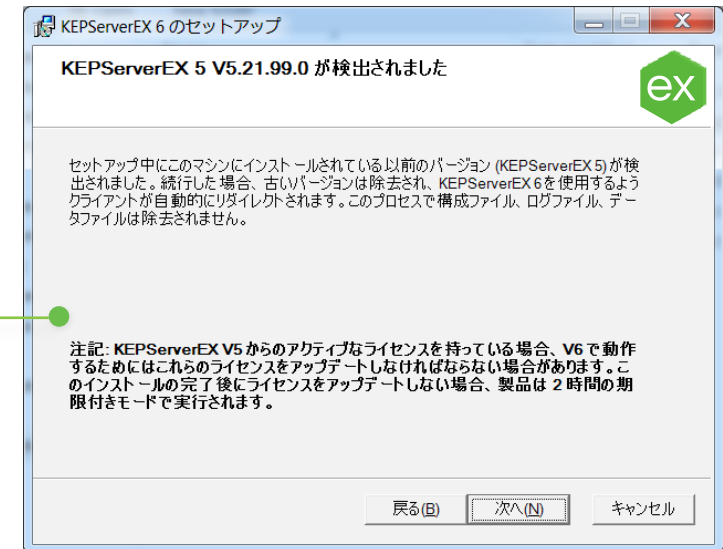 KEPServerEX 6 のセットアップ
KEPServerEX 5 V5.21.99.0 が検出されました
ex
セットアップ中にこのマシンにインストールされている以前のバージョン (KEPServerEX 5) が検
出されました。続行した場合、古いバージョンは除去され、KEPServerEX 6 を使用するよう
クライアントが自動的にリダイレクトされます。このプロセスで構成ファイル、ログファイル、デー
タファイルは除去されません。
注記: KEPServerEX V5 からのアクティブなライセンスを持っている場合、V6 で動作
するためにはこれらのライセンスをアップデートしなければならない場合があります。こ
のインストールの完了後にライセンスをアップデートしない場合、製品は 2 時間の期
限付きモードで実行されます。
戻る(B) 次へ(N) キャンセル